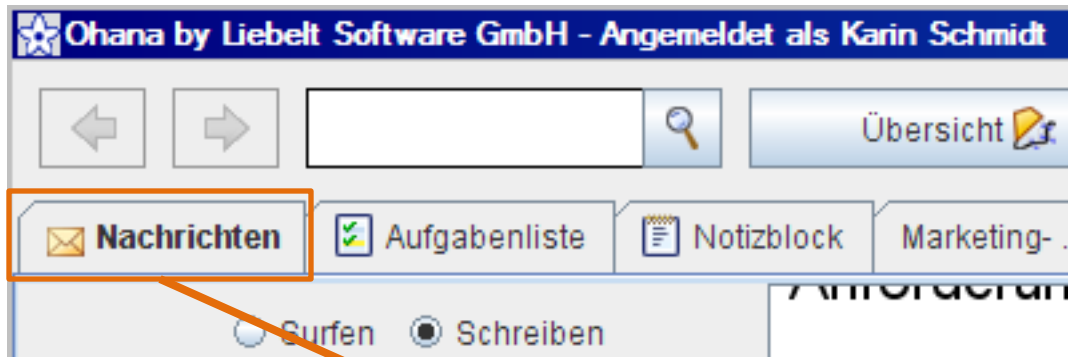 Ohana by Liebelt Software GmbH - Angemeldet als Karin Schmidt
Übersicht
Nachrichten Aufgabenliste Notizblock Marketing- .
Surfen Schreiben